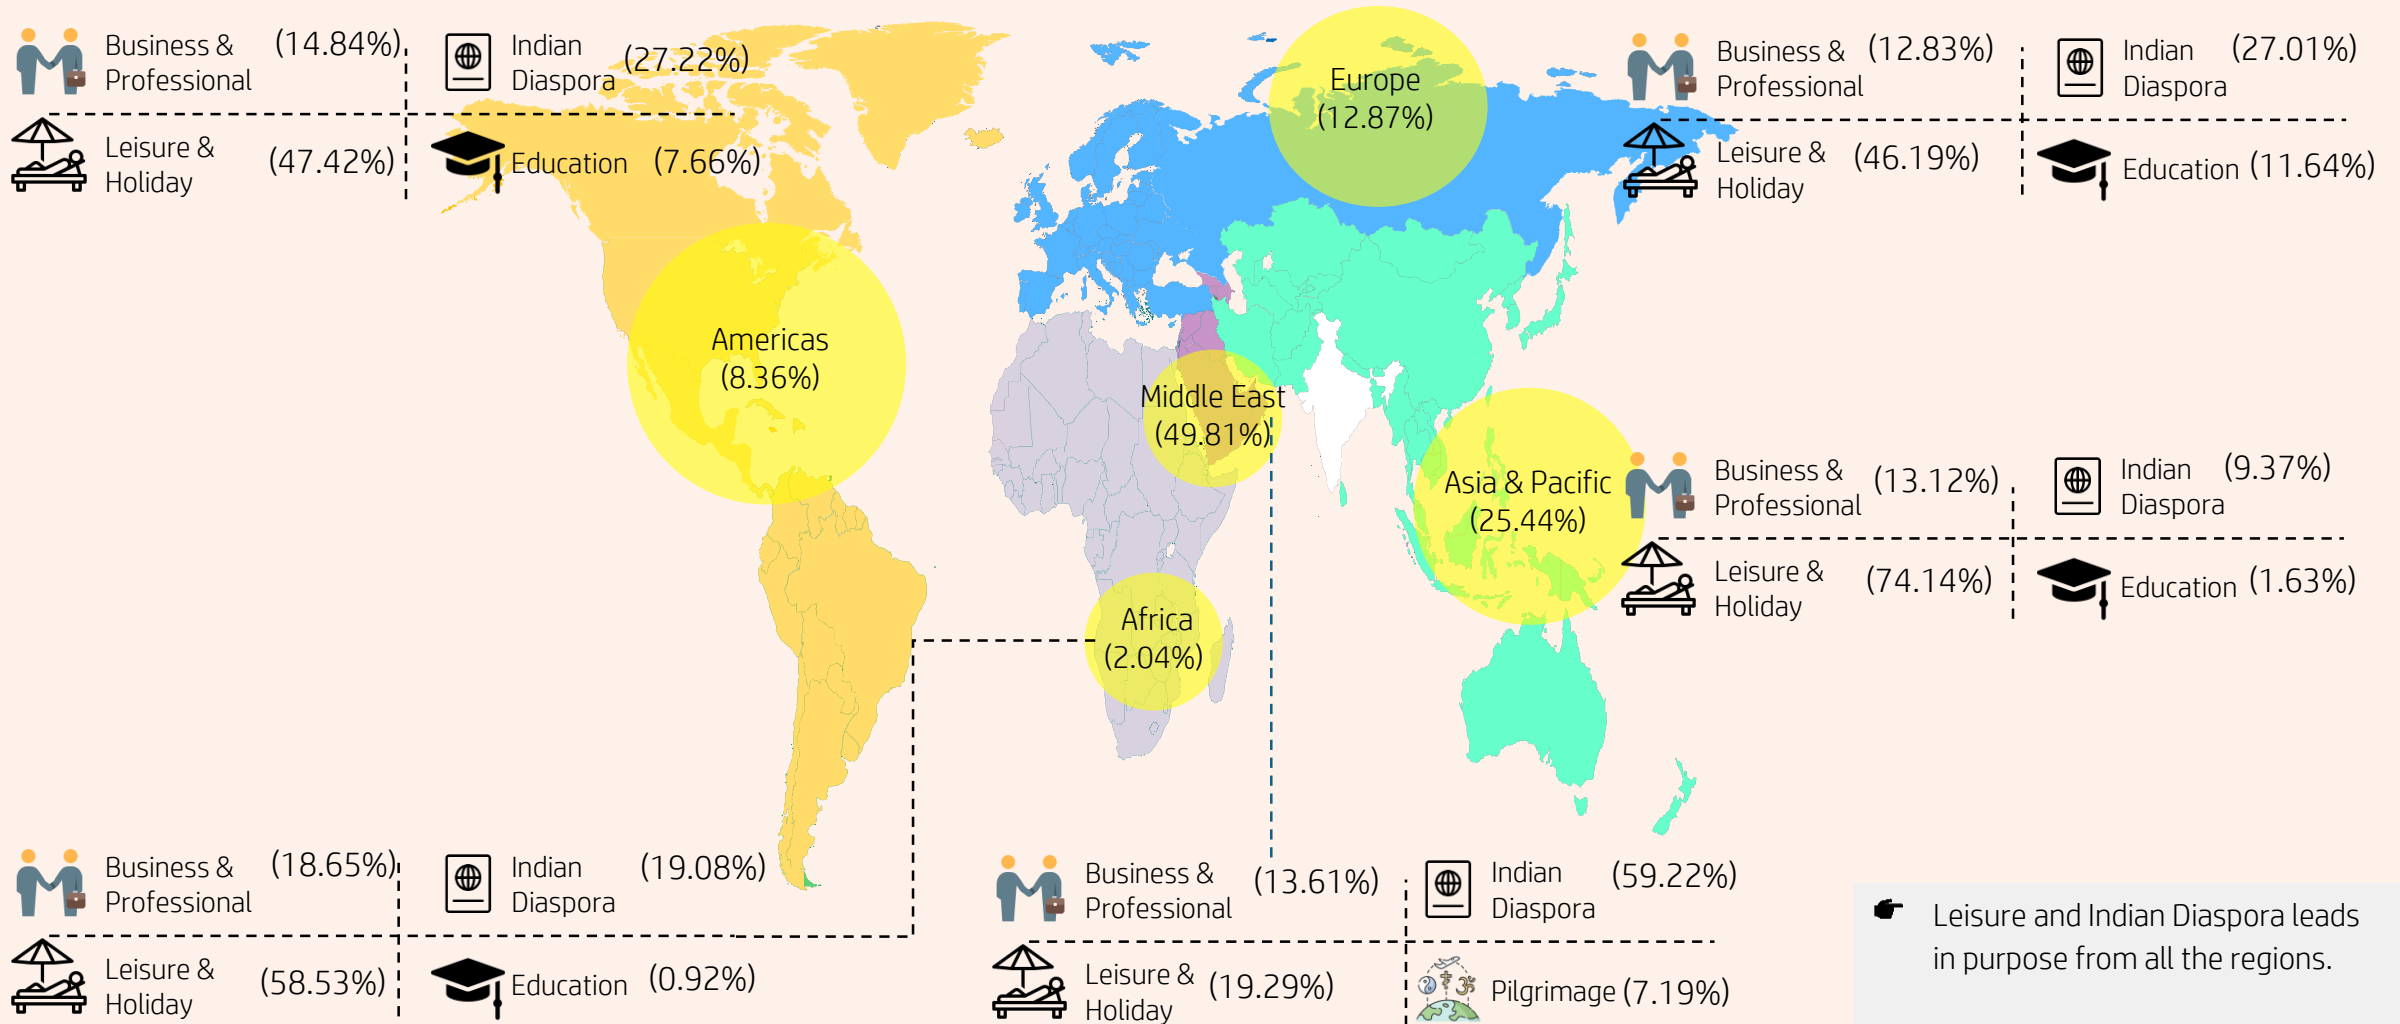 Business &
Professional
(14.84%)
Indian
Diaspora
(27.22%)
Leisure &
Holiday
(47.42%)
Education
(7.66%)
Europe
(12.87%)
Business &
Professional
(12.83%)
Indian
Diaspora
(27.01%)
Leisure &
Holiday
(46.19%)
Education
(11.64%)
Americas
(8.36%)
Middle East
(49.81%)
Asia & Pacific
(25.44%)
Business &
Professional
(13.12%)
Indian
Diaspora
(9.37%)
Leisure &
Holiday
(74.14%)
Education
(1.63%)
Africa
(2.04%)
Business &
Professional
(18.65%)
Indian
Diaspora
(19.08%)
Leisure &
Holiday
(58.53%)
Education
(0.92%)
Business &
Professional
(13.61%)
Indian
Diaspora
(59.22%)
Leisure &
Holiday
(19.29%)
Pilgrimage
(7.19%)
Leisure and Indian Diaspora leads
in purpose from all the regions.